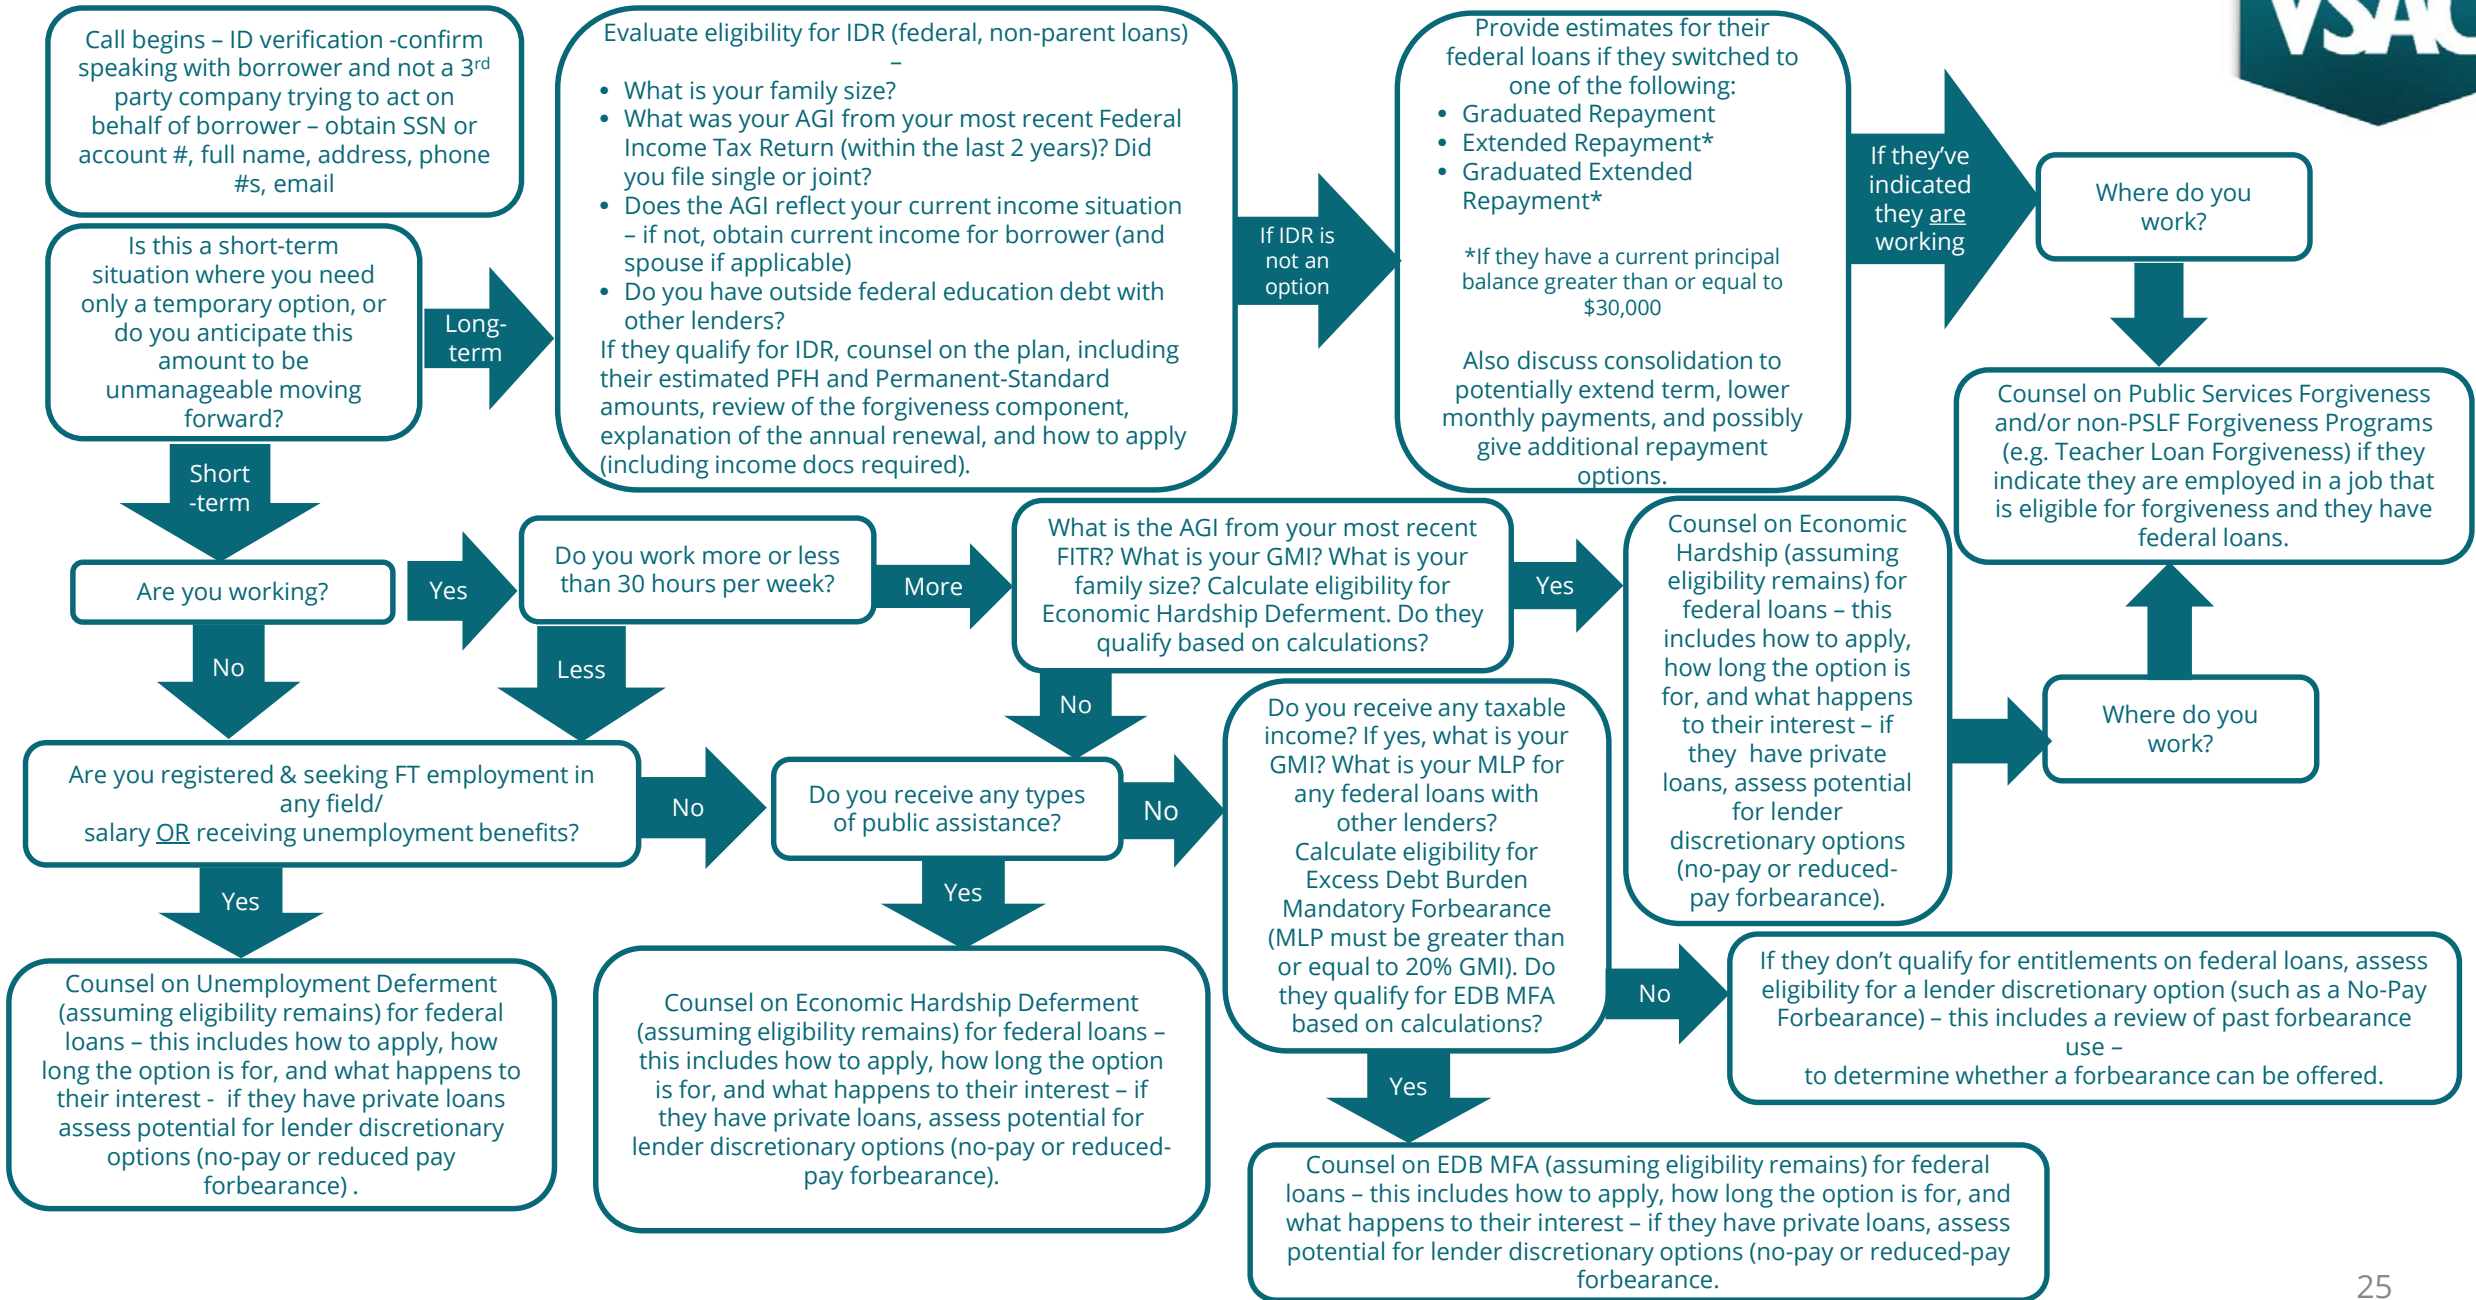 Call begins – ID verification -confirm
speaking with borrower and not a 3rd
party company trying to act on
behalf of borrower – obtain SSN or
account #, full name, address, phone
#s, email
Evaluate eligibility for IDR (federal, non-parent loans)
–
• What is your family size?
• What was your AGI from your most recent Federal
Income Tax Return (within the last 2 years)? Did
you file single or joint?
• Does the AGI reflect your current income situation
– if not, obtain current income for borrower (and
spouse if applicable)
• Do you have outside federal education debt with
other lenders?
If they qualify for IDR, counsel on the plan, including
their estimated PFH and Permanent-Standard
amounts, review of the forgiveness component,
explanation of the annual renewal, and how to apply
(including income docs required).
If IDR is
not an
option
Provide estimates for their
federal loans if they switched to
one of the following:
• Graduated Repayment
• Extended Repayment*
• Graduated Extended
Repayment*
*If they have a current principal
balance greater than or equal to
$30,000
Also discuss consolidation to
potentially extend term, lower
monthly payments, and possibly
give additional repayment
options.
If they've
indicated
they are
working
VSAC
Where do you
work?
Counsel on Public Services Forgiveness
and/or non-PSLF Forgiveness Programs
(e.g. Teacher Loan Forgiveness) if they
indicate they are employed in a job that
is eligible for forgiveness and they have
federal loans.
Is this a short-term
situation where you need
only a temporary option, or
do you anticipate this
amount to be
unmanageable moving
forward?
Long-
term
Short
-term
Are you working?
Yes
Do you work more or less
than 30 hours per week?
More
What is the AGI from your most recent
FITR? What is your GMI? What is your
family size? Calculate eligibility for
Economic Hardship Deferment. Do they
qualify based on calculations?
Yes
Counsel on Economic
Hardship (assuming
eligibility remains) for
federal loans – this
includes how to apply,
how long the option is
for, and what happens
to their interest – if
they have private
loans, assess potential
for lender
discretionary options
(no-pay or reduced-
pay forbearance).
Where do you
work?
No
Less
No
Are you registered & seeking FT employment in
any field/
salary OR receiving unemployment benefits?
No
Do you receive any types
of public assistance?
No
Do you receive any taxable
income? If yes, what is your
GMI? What is your MLP for
any federal loans with
other lenders?
Calculate eligibility for
Excess Debt Burden
Mandatory Forbearance
(MLP must be greater than
or equal to 20% GMI). Do
they qualify for EDB MFA
based on calculations?
No
If they don't qualify for entitlements on federal loans, assess
eligibility for a lender discretionary option (such as a No-Pay
Forbearance) – this includes a review of past forbearance
use –
to determine whether a forbearance can be offered.
Yes
Counsel on Unemployment Deferment
(assuming eligibility remains) for federal
loans – this includes how to apply, how
long the option is for, and what happens to
their interest - if they have private loans
assess potential for lender discretionary
options (no-pay or reduced pay
forbearance) .
Yes
Counsel on Economic Hardship Deferment
(assuming eligibility remains) for federal loans –
this includes how to apply, how long the option
is for, and what happens to their interest – if
they have private loans, assess potential for
lender discretionary options (no-pay or reduced-
pay forbearance).
Yes
Counsel on EDB MFA (assuming eligibility remains) for federal
loans – this includes how to apply, how long the option is for, and
what happens to their interest – if they have private loans, assess
potential for lender discretionary options (no-pay or reduced-pay
forbearance.
25